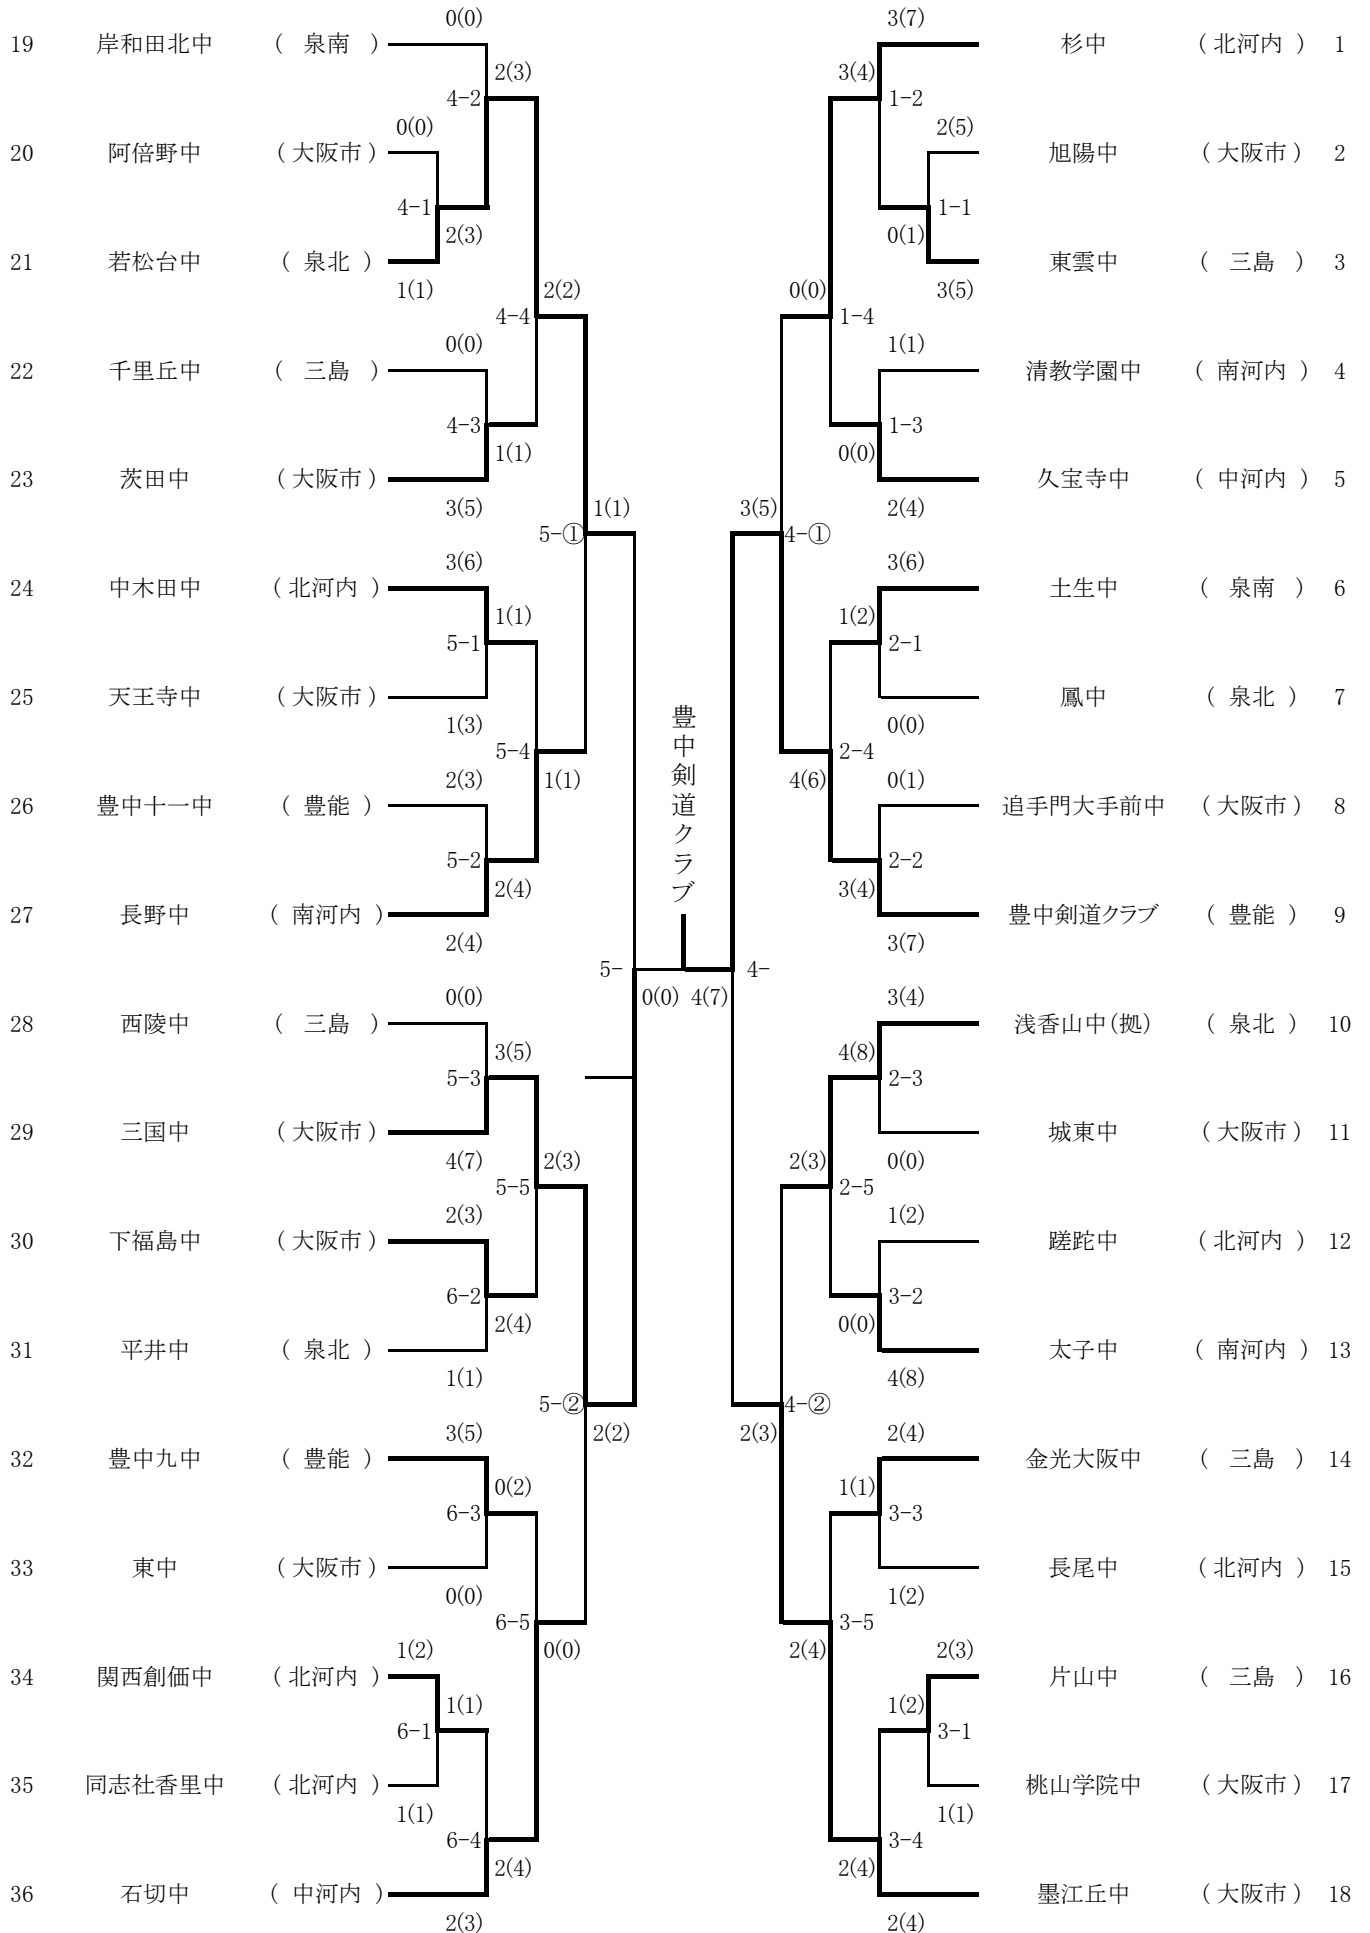 0(0) 3(7)
19 岸和田北中 ( 泉南 ) 杉中 ( 北河内 ) 1
2(3) 3(4)
4-2 1-2
0(0) 2(5)
20 阿倍野中 ( 大阪市 ) 旭陽中 ( 大阪市 ) 2
4-1 1-1
2(3) 0(1)
21 若松台中 ( 泉北 ) 東雲中 ( 三島 ) 3
1(1) 2(2) 0(0) 3(5)
4-4 1-4
0(0) 1(1)
22 千里丘中 ( 三島 ) 清教学園中 ( 南河内 ) 4
4-3 1-3
1(1) 0(0)
23 茨田中 ( 大阪市 ) 久宝寺中 ( 中河内 ) 5
3(5) 1(1) 3(5) 2(4)
5-① 4-①
3(6) 3(6)
24 中木田中 ( 北河内 ) 土生中 ( 泉南 ) 6
1(1) 1(2)
5-1 2-1
25 天王寺中 ( 大阪市 ) 鳳中 ( 泉北 ) 7
1(3) 0(0)
豊中剣道クラブ
5-4 2-4
2(3) 1(1) 4(6) 0(1)
26 豊中十一中 ( 豊能 ) 追手門大手前中 ( 大阪市 ) 8
5-2 2-2
2(4) 3(4)
27 長野中 ( 南河内 ) 豊中剣道クラブ ( 豊能 ) 9
2(4) 3(7)
5- 4-
0(0) 0(0) 4(7) 3(4)
28 西陵中 ( 三島 ) 浅香山中(拠) ( 泉北 ) 10
3(5) 4(8)
5-3 2-3
29 三国中 ( 大阪市 ) 城東中 ( 大阪市 ) 11
4(7) 2(3) 2(3) 0(0)
5-5 2-5
2(3) 1(2)
30 下福島中 ( 大阪市 ) 蹉跎中 ( 北河内 ) 12
6-2 3-2
2(4) 0(0)
31 平井中 ( 泉北 ) 太子中 ( 南河内 ) 13
1(1) 4(8)
5-② 4-②
3(5) 2(2) 2(3) 2(4)
32 豊中九中 ( 豊能 ) 金光大阪中 ( 三島 ) 14
0(2) 1(1)
6-3 3-3
33 東中 ( 大阪市 ) 長尾中 ( 北河内 ) 15
0(0) 1(2)
6-5 3-5
1(2) 0(0) 2(4) 2(3)
34 関西創価中 ( 北河内 ) 片山中 ( 三島 ) 16
1(1) 1(2)
6-1 3-1
35 同志社香里中 ( 北河内 ) 桃山学院中 ( 大阪市 ) 17
1(1) 1(1)
6-4 3-4
2(4) 2(4)
36 石切中 ( 中河内 ) 墨江丘中 ( 大阪市 ) 18
2(3) 2(4)